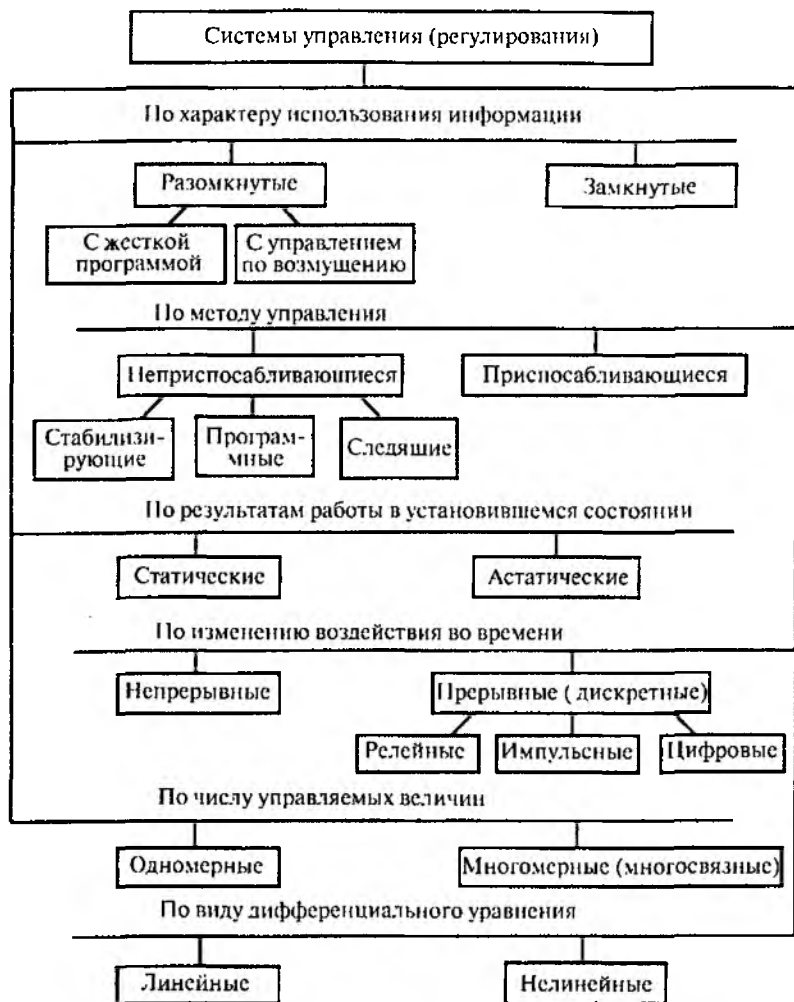 Системы управления (регулирования)
По характеру использования информации
Разомкнутые
Замкнутые
С жесткой
программой
С управлением
по возмущению
По методу управления
Неприспосабливающиеся
Приспосабливающиеся
Стабилизи-
рующие
Програм-
мные
Следящие
По результатам работы в установившемся состоянии
Статические
Астатические
По изменению воздействия во времени
Непрерывные
Прерывные (дискретные)
Релейные
Импульсные
Цифровые
По числу управляемых величин
Одномерные
Многомерные (многосвязные)
По виду дифференциального уравнения
Линейные
Нелинейные